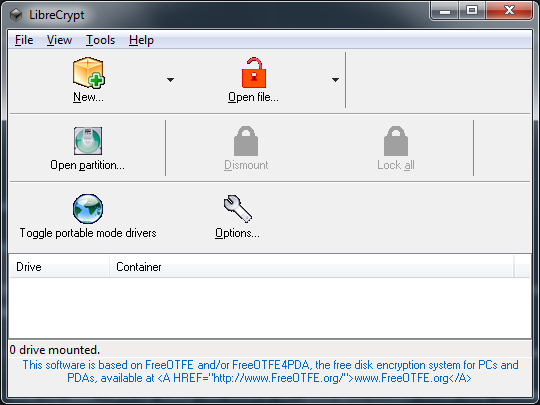 LibreCrypt
File View Tools Help
New... Open file...
Open partition... Dismount Lock all
Toggle portable mode drivers Options...
Drive Container
0 drive mounted.
This software is based on FreeOTFE and/or FreeOTFE4PDA, the free disk encryption system for PCs and
PDAs, available at <A HREF="http://www.FreeOTFE.org/">www.FreeOTFE.org</A>